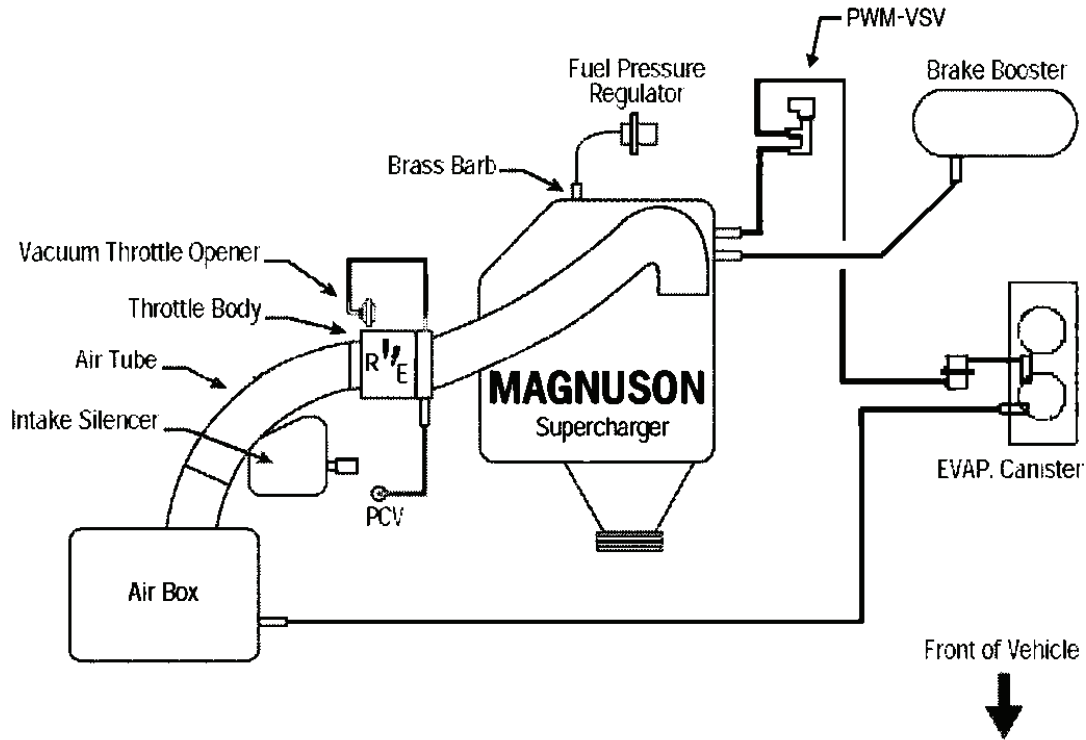 PWM-VSV
Fuel Pressure
Regulator
Brake Booster
Brass Barb
Vacuum Throttle Opener
Throttle Body
Air Tube
R
E
MAGNUSON
Supercharger
Intake Silencer
PCV
EVAP. Canister
Air Box
Front of Vehicle